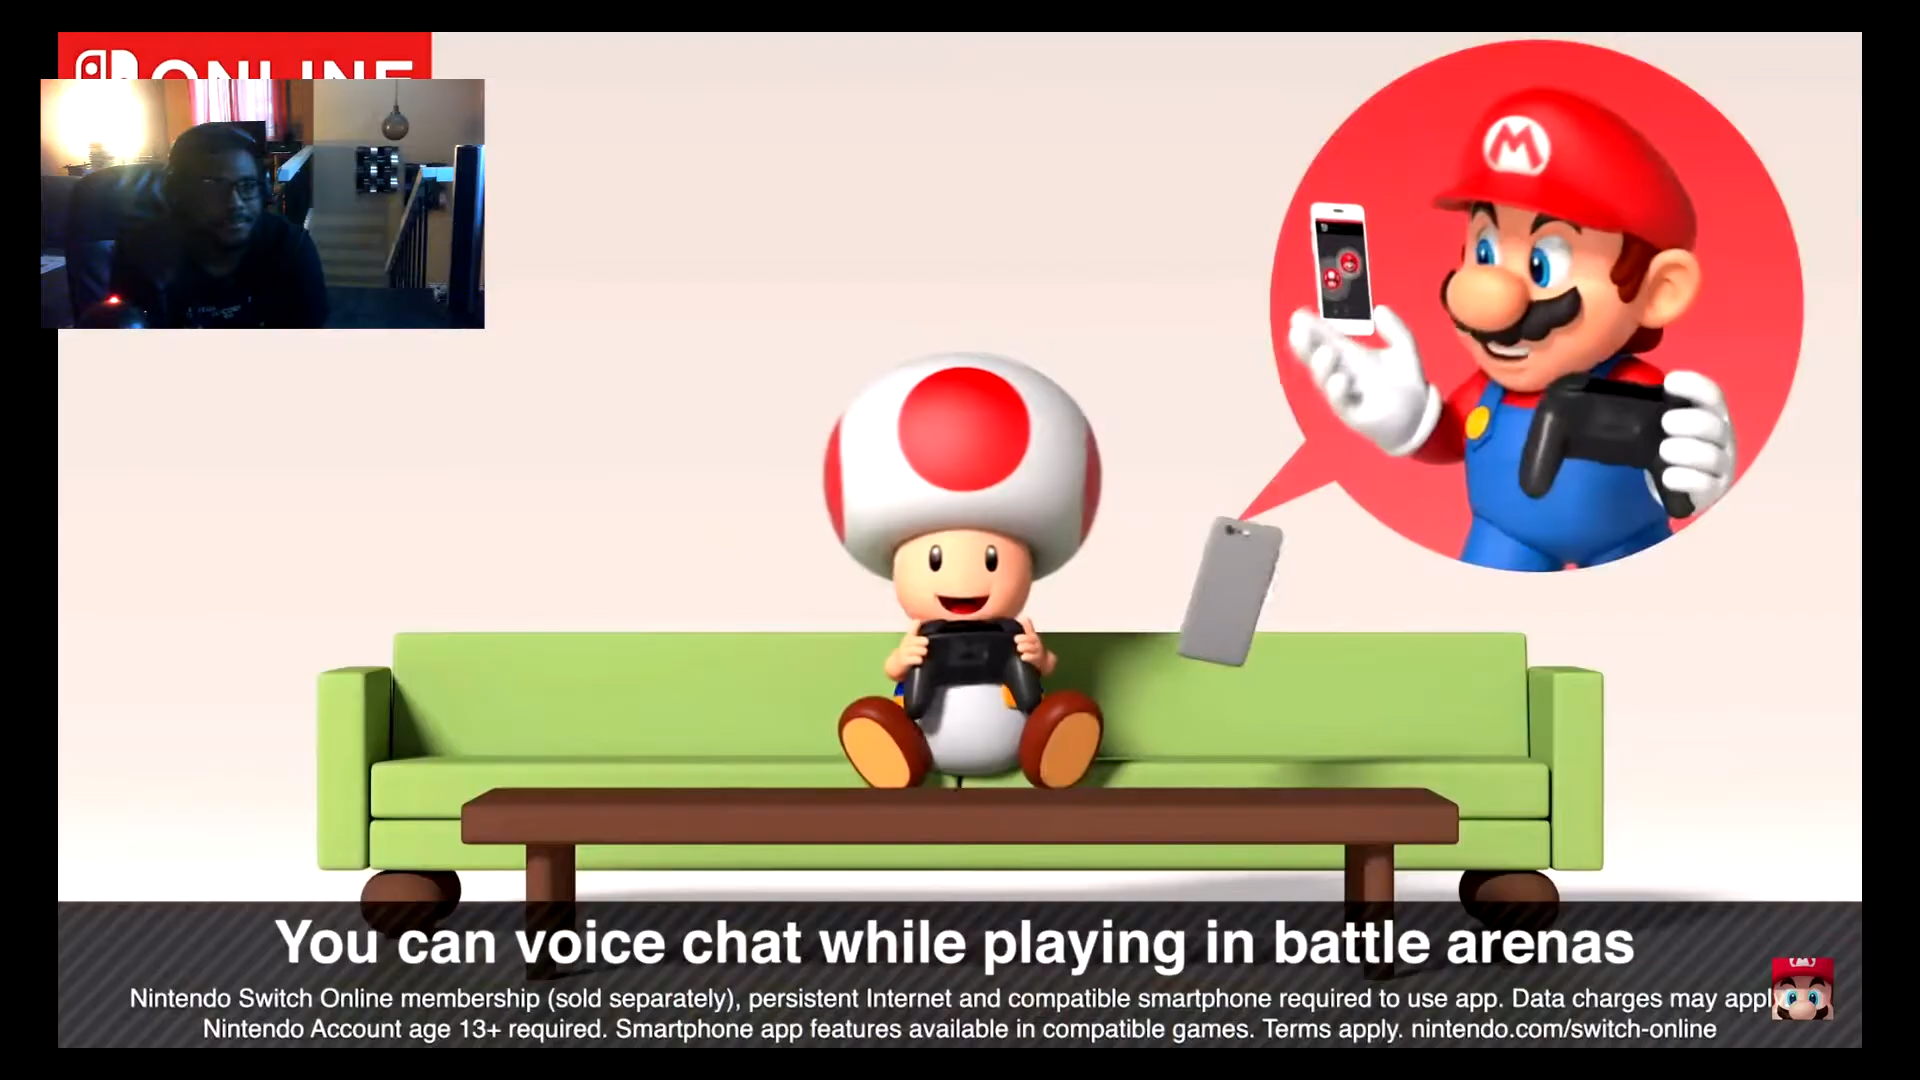 ONLINE
M
You can voice chat while playing in battle arenas
Nintendo Switch Online membership (sold separately), persistent Internet and compatible smartphone required to use app. Data charges may apply.
Nintendo Account age 13+ required. Smartphone app features available in compatible games. Terms apply. nintendo.com/switch-online